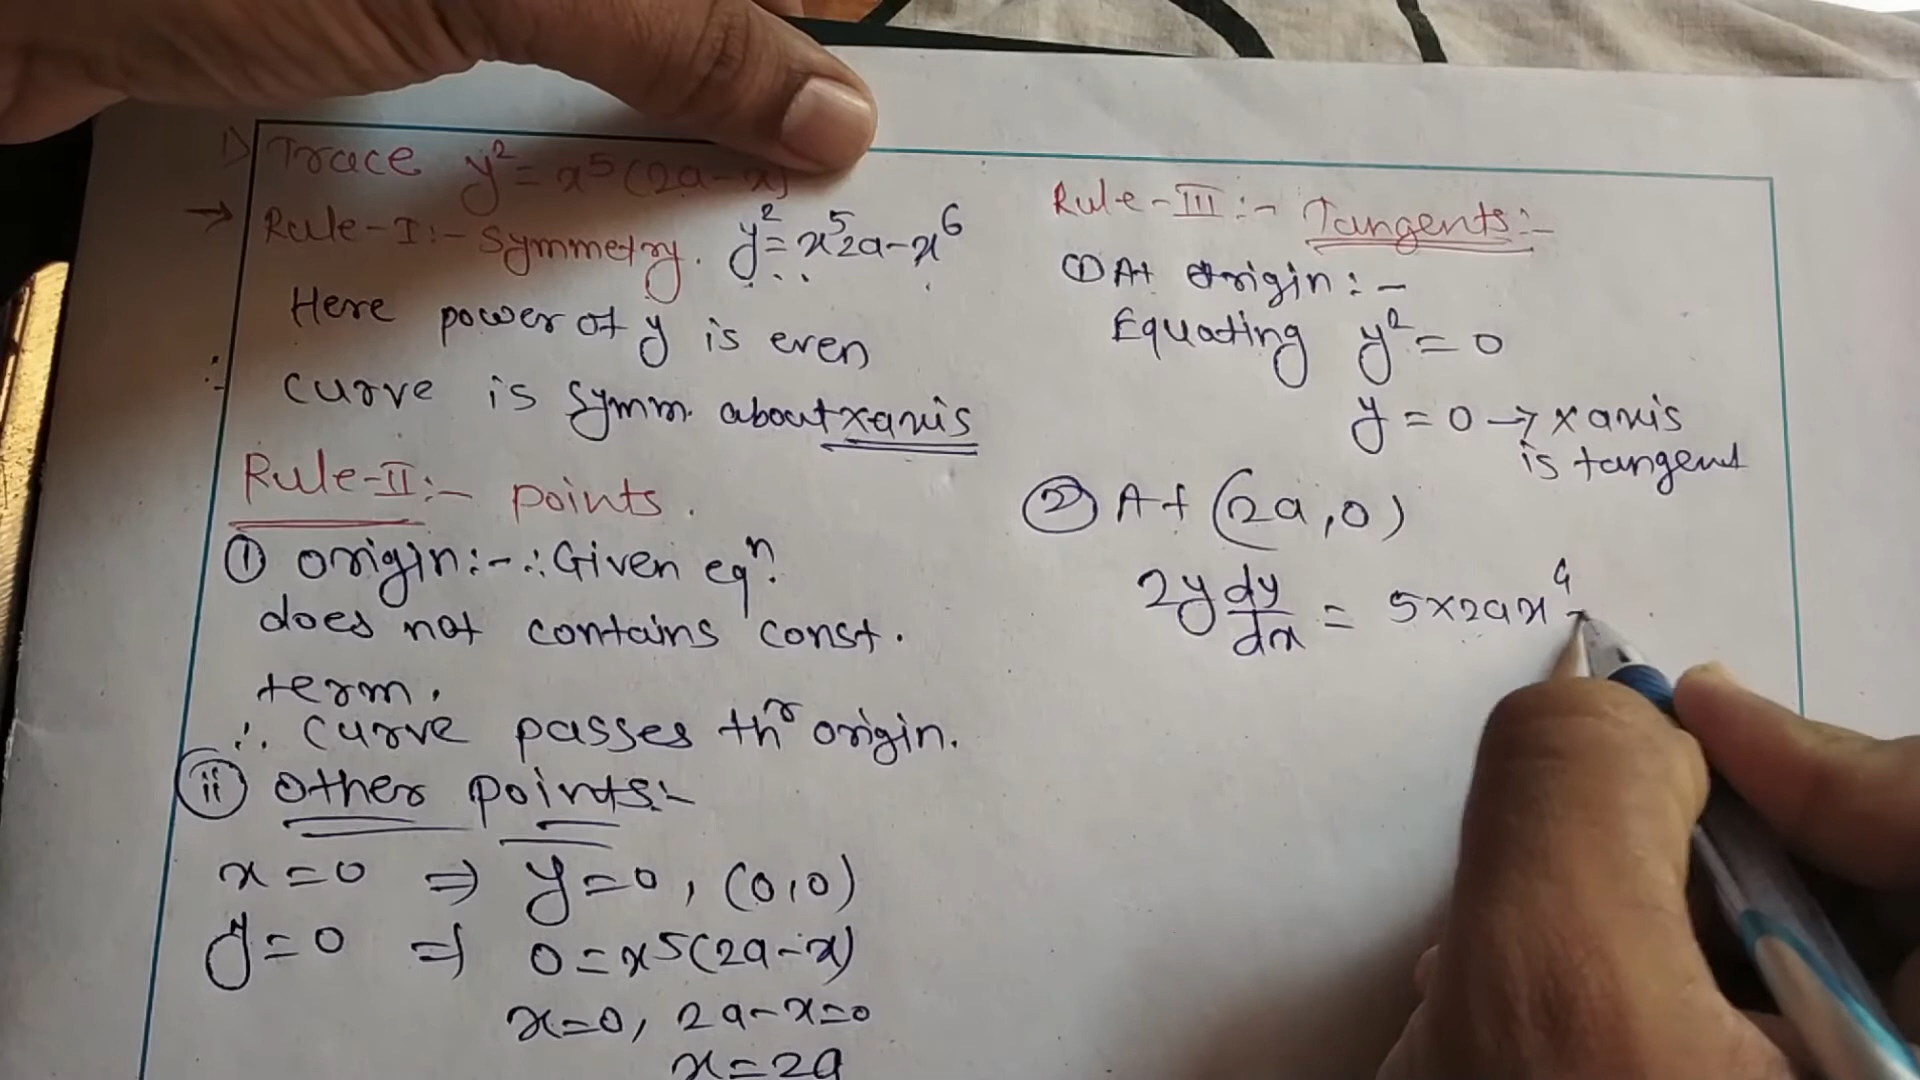 1) Trace y² = x⁵(2a-x)
→ Rule-I:- Symmetry. y² = x⁵2a-x⁶
Here power of y is even
∴ curve is symm. about x axis
Rule-II:- points.
① origin:- ∴ Given eqⁿ.
does not contains const.
term.
∴ curve passes thʳ origin.
ⅱ Other points:-
x=0 ⇒ y=0, (0,0)
y=0 ⇒ 0=x⁵(2a-x)
x=0, 2a-x=0
x=2a
Rule-III:- Tangents:-
① At origin:-
Equating y² = 0
y = 0 → x axis
is tangent
② At (2a,0)
2y dy/dx = 5×2ax⁴ -